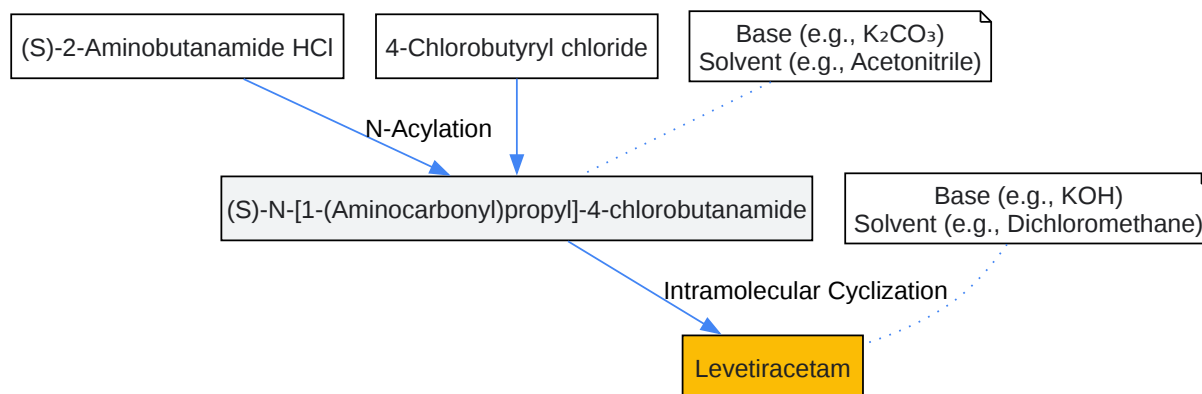 (S)-2-Aminobutanamide HCl
4-Chlorobutyryl chloride
Base (e.g., K₂CO₃)
Solvent (e.g., Acetonitrile)
N-Acylation
(S)-N-[1-(Aminocarbonyl)propyl]-4-chlorobutanamide
Base (e.g., KOH)
Solvent (e.g., Dichloromethane)
Intramolecular Cyclization
Levetiracetam